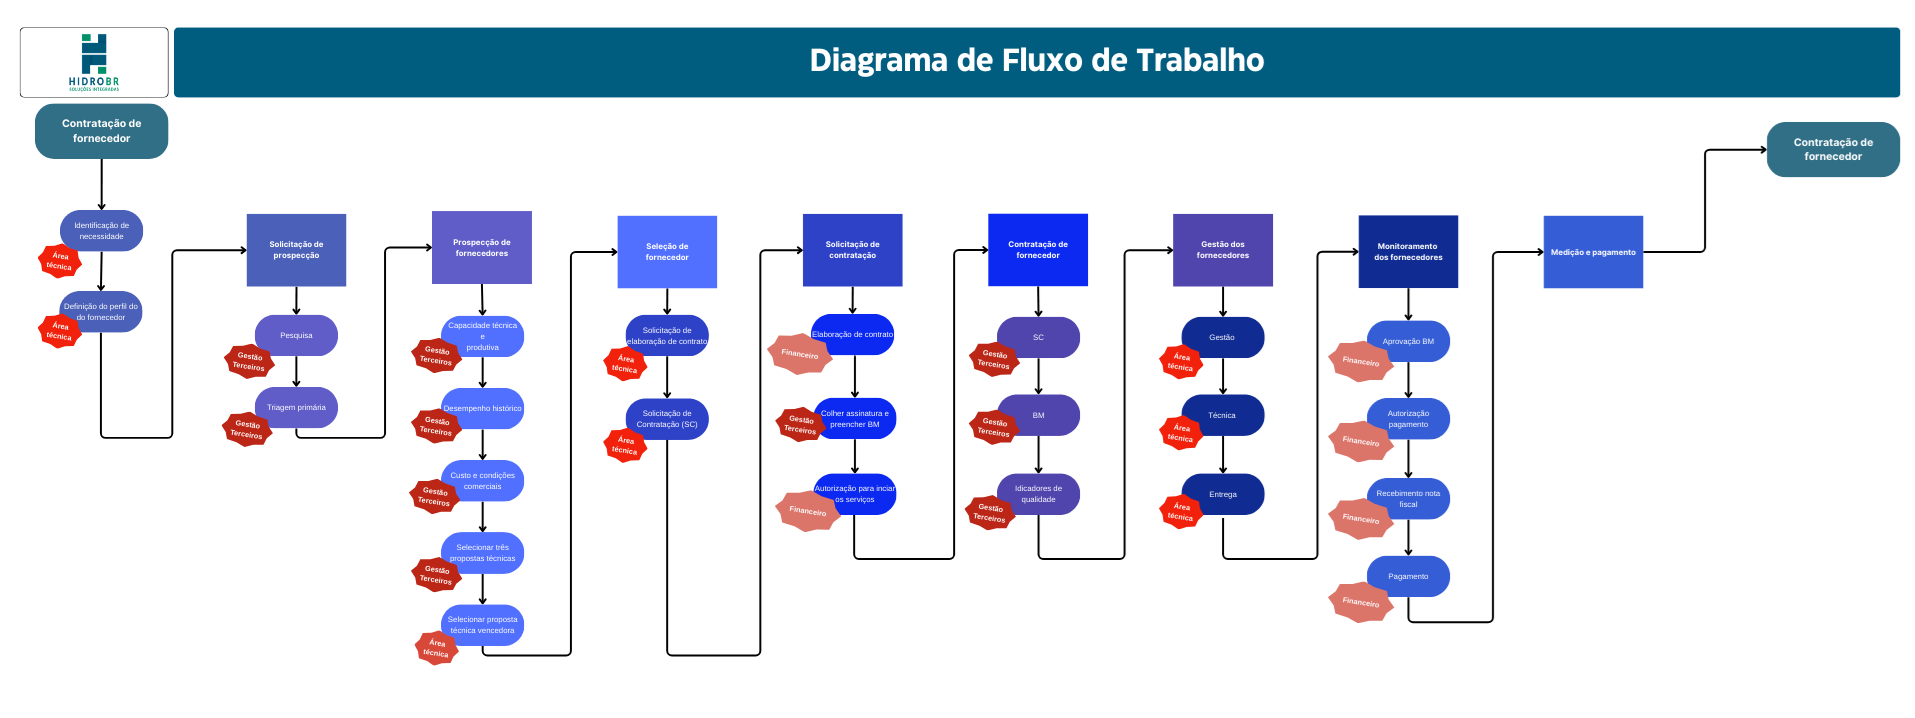 HIDROBR
SOLUÇÕES INTEGRADAS
Diagrama de Fluxo de Trabalho
Contratação de
fornecedor
Identificação de
necessidade
Área
técnica
Definição do perfil do
do fornecedor
Área
técnica
Solicitação de
prospecção
Pesquisa
Gestão
Terceiros
Triagem primária
Gestão
Terceiros
Prospecção de
fornecedores
Capacidade técnica
e
produtiva
Gestão
Terceiros
Desempenho histórico
Gestão
Terceiros
Custo e condições
comerciais
Gestão
Terceiros
Selecionar três
propostas técnicas
Gestão
Terceiros
Selecionar proposta
técnica vencedora
Área
técnica
Seleção de
fornecedor
Solicitação de
elaboração de contrato
Área
técnica
Solicitação de
Contratação (SC)
Área
técnica
Solicitação de
contratação
Elaboração de contrato
Financeiro
Colher assinatura e
preencher BM
Gestão
Terceiros
Autorização para inciar
os serviços
Financeiro
Contratação de
fornecedor
SC
Gestão
Terceiros
BM
Gestão
Terceiros
Idicadores de
qualidade
Gestão
Terceiros
Gestão dos
fornecedores
Gestão
Área
técnica
Técnica
Área
técnica
Entrega
Área
técnica
Monitoramento
dos fornecedores
Aprovação BM
Financeiro
Autorização
pagamento
Financeiro
Recebimento nota
fiscal
Financeiro
Pagamento
Financeiro
Medição e pagamento
Contratação de
fornecedor